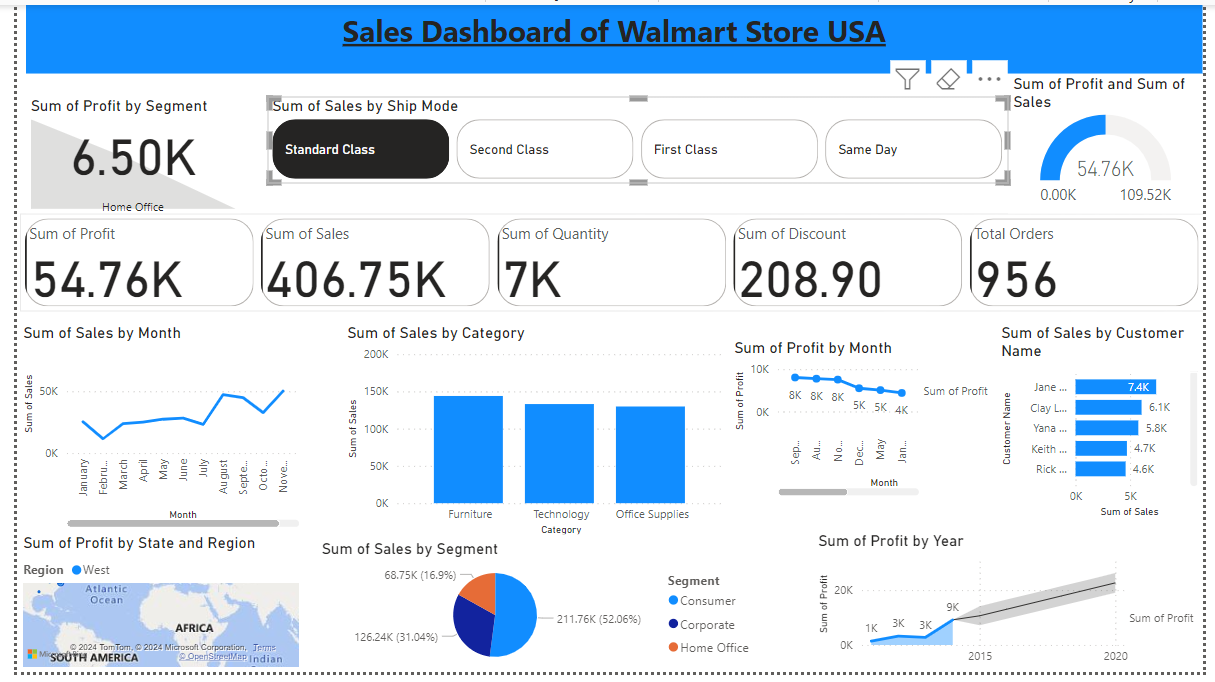 Sales Dashboard of Walmart Store USA
Sum of Profit by Segment
6.50K
Home Office
Sum of Sales by Ship Mode
Standard Class
Second Class
First Class
Same Day
Sum of Profit and Sum of
Sales
54.76K
0.00K
109.52K
Sum of Profit
54.76K
Sum of Sales
406.75K
Sum of Quantity
7K
Sum of Discount
208.90
Total Orders
956
Sum of Sales by Month
Sum of Sales
50K
0K
January
Febru...
March
April
May
June
July
August
Septe...
Octo...
Nove...
Month
Sum of Sales by Category
Sum of Sales
200K
150K
100K
50K
0K
Furniture
Technology
Office Supplies
Category
Sum of Profit by Month
Sum of Profit
10K
0K
8K
8K
8K
5K
5K
4K
Sum of Profit
Sep...
Au...
No...
Dec...
May
Jan...
Month
Sum of Sales by Customer
Name
Customer Name
Jane ...
7.4K
Clay L...
6.1K
Yana ...
5.8K
Keith ...
4.7K
Rick ...
4.6K
0K
5K
Sum of Sales
Sum of Profit by State and Region
Region
West
Atlantic
Ocean
AFRICA
SOUTH AMERICA
© 2024 TomTom, © 2024 Microsoft Corporation,
Terms
© OpenStreetMap
Indian
Sum of Sales by Segment
68.75K (16.9%)
126.24K (31.04%)
211.76K (52.06%)
Segment
Consumer
Corporate
Home Office
Sum of Profit by Year
Sum of Profit
20K
0K
1K
3K
3K
9K
2015
2020
Sum of Profit